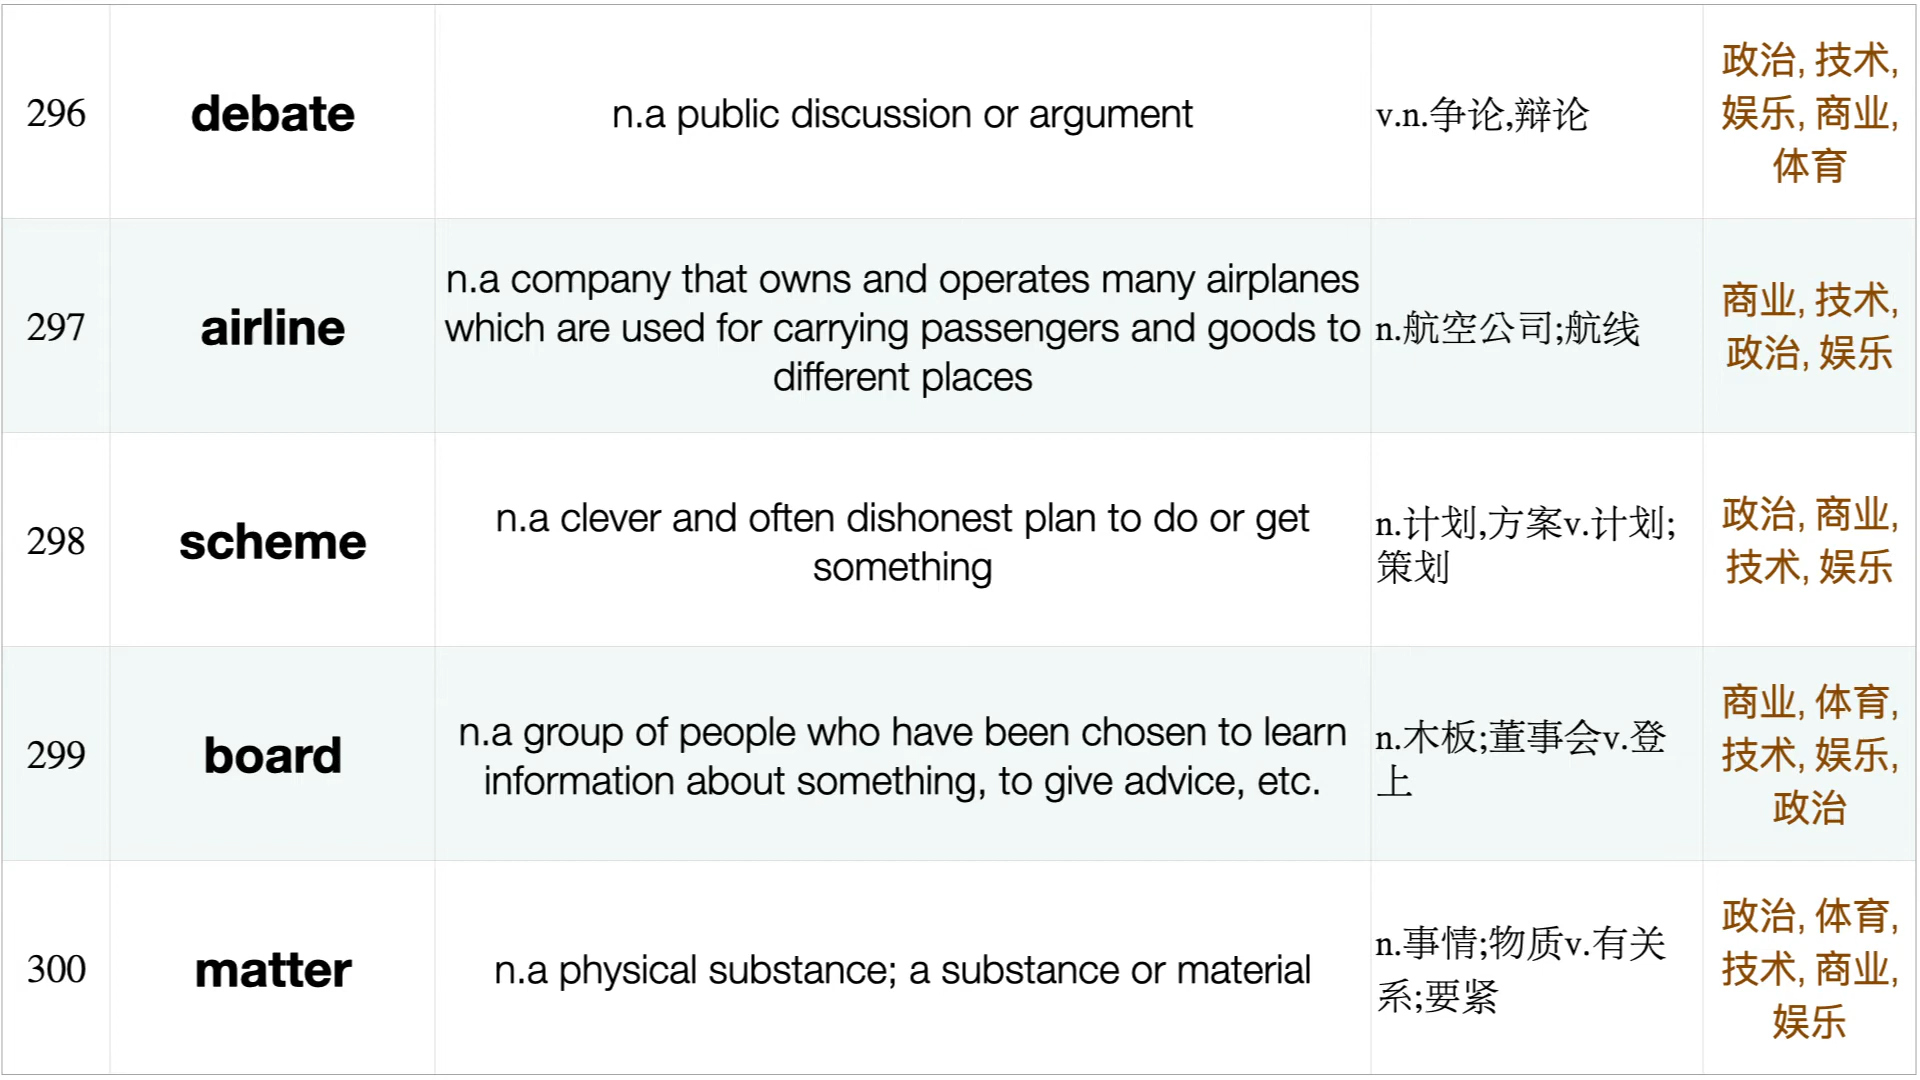 296
debate
n.a public discussion or argument
v.n.争论,辩论
政治, 技术,
娱乐, 商业,
体育
297
airline
n.a company that owns and operates many airplanes
which are used for carrying passengers and goods to
different places
n.航空公司;航线
商业, 技术,
政治, 娱乐
298
scheme
n.a clever and often dishonest plan to do or get
something
n.计划,方案v.计划;
策划
政治, 商业,
技术, 娱乐
299
board
n.a group of people who have been chosen to learn
information about something, to give advice, etc.
n.木板;董事会v.登
上
商业, 体育,
技术, 娱乐,
政治
300
matter
n.a physical substance; a substance or material
n.事情;物质v.有关
系;要紧
政治, 体育,
技术, 商业,
娱乐